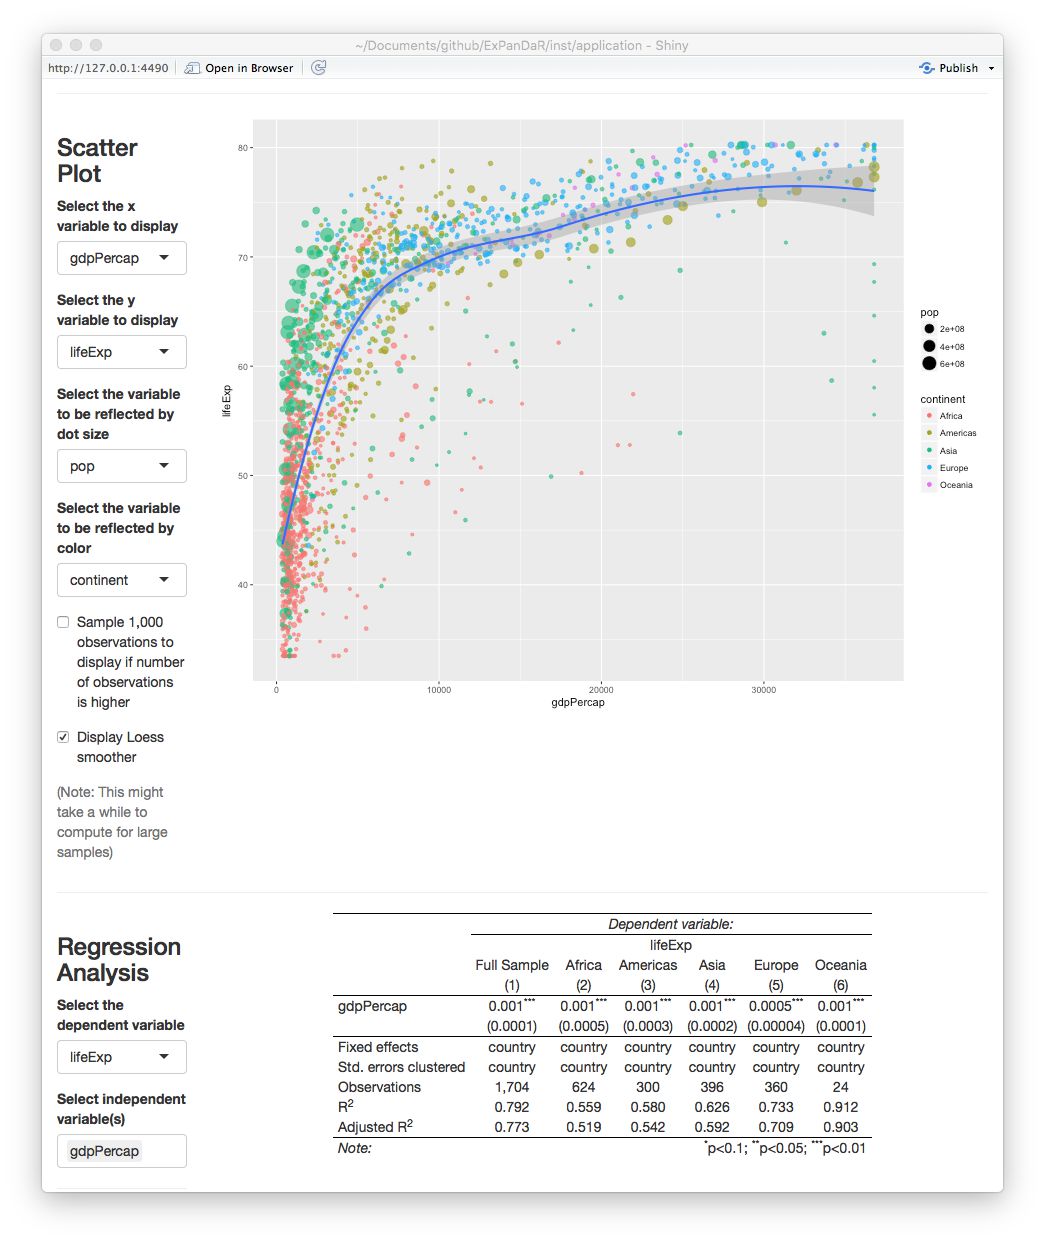 ~/Documents/github/ExPanDaR/inst/application - Shiny
http://127.0.0.1:4490
Open in Browser
Publish
Scatter
Plot
Select the x
variable to display
gdpPercap
Select the y
variable to display
lifeExp
Select the variable
to be reflected by
dot size
pop
Select the variable
to be reflected by
color
continent
Sample 1,000
observations to
display if number
of observations
is higher
Display Loess
smoother
(Note: This might
take a while to
compute for large
samples)
80
70
60
50
40
lifeExp
0 10000 20000 30000
gdpPercap
pop
2e+08
4e+08
6e+08
continent
Africa
Americas
Asia
Europe
Oceania
Regression
Analysis
Select the
dependent variable
lifeExp
Select independent
variable(s)
gdpPercap
Dependent variable:
lifeExp
Full Sample Africa Americas Asia Europe Oceania
(1) (2) (3) (4) (5) (6)
gdpPercap 0.001*** 0.001*** 0.001*** 0.001*** 0.0005*** 0.001***
(0.0001) (0.0005) (0.0003) (0.0002) (0.00004) (0.0001)
Fixed effects country country country country country country
Std. errors clustered country country country country country country
Observations 1,704 624 300 396 360 24
R2 0.792 0.559 0.580 0.626 0.733 0.912
Adjusted R2 0.773 0.519 0.542 0.592 0.709 0.903
Note: *p<0.1; **p<0.05; ***p<0.01